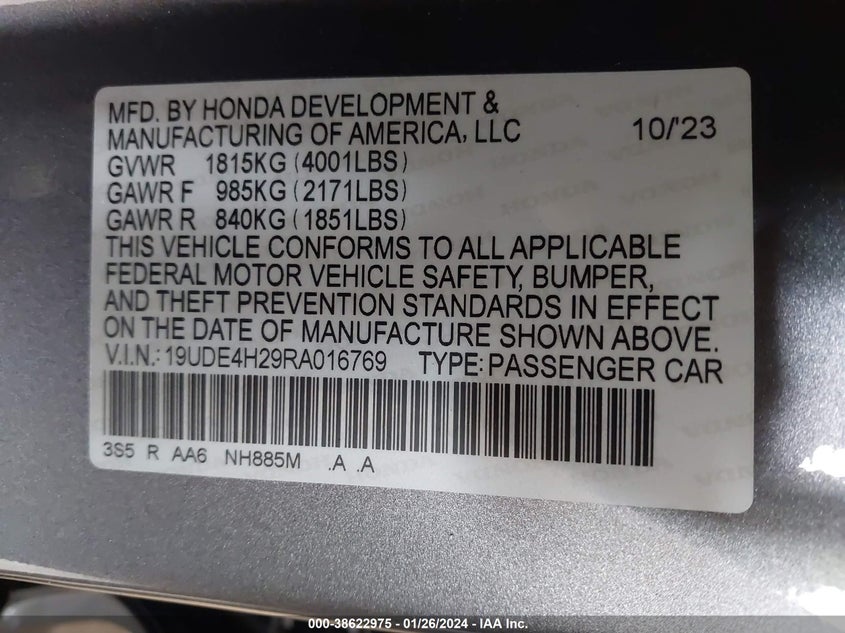 MFD. BY HONDA DEVELOPMENT &
MANUFACTURING OF AMERICA, LLC 10/'23
GVWR 1815KG (4001LBS)
GAWR F 985KG (2171LBS)
GAWR R 840KG (1851LBS)
THIS VEHICLE CONFORMS TO ALL APPLICABLE
FEDERAL MOTOR VEHICLE SAFETY, BUMPER,
AND THEFT PREVENTION STANDARDS IN EFFECT
ON THE DATE OF MANUFACTURE SHOWN ABOVE.
V.I.N.: 19UDE4H29RA016769 TYPE: PASSENGER CAR
3S5 R AA6 NH885M .A .A
000-38622975 - 01/26/2024 - IAA Inc.